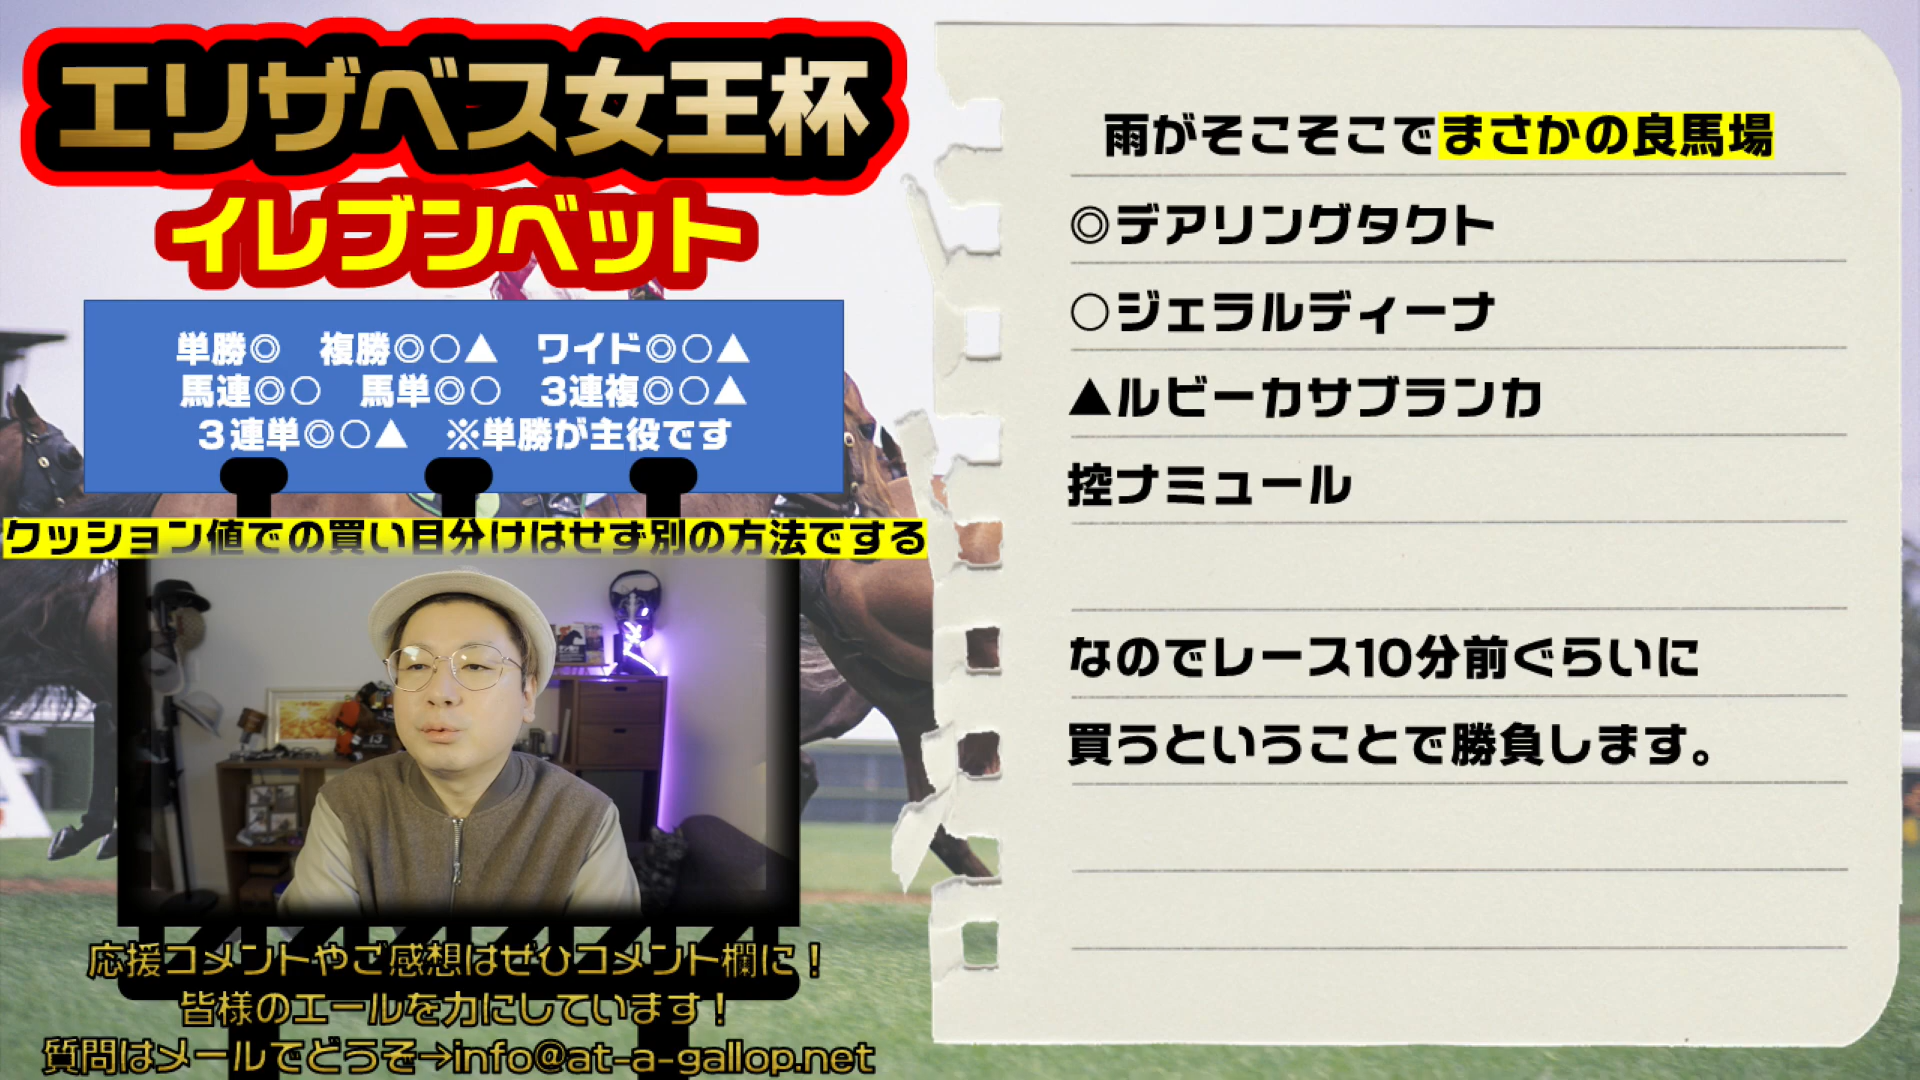 エリザベス女王杯
イレブンベット
単勝◎ 複勝◎○▲ ワイド◎○▲
馬連◎○ 馬単◎○ 3連複◎○▲
3連単◎○▲ ※単勝が主役です
クッション値での買い目分けはせず別の方法でする
応援コメントやご感想はぜひコメント欄に!
皆様のエールを力にしています!
質問はメールでどうぞ→info@at-a-gallop.net
雨がそこそこでまさかの良馬場
◎デアリングタクト
○ジェラルディーナ
▲ルビーカサブランカ
控ナミュール
なのでレース10分前ぐらいに
買うということで勝負します。